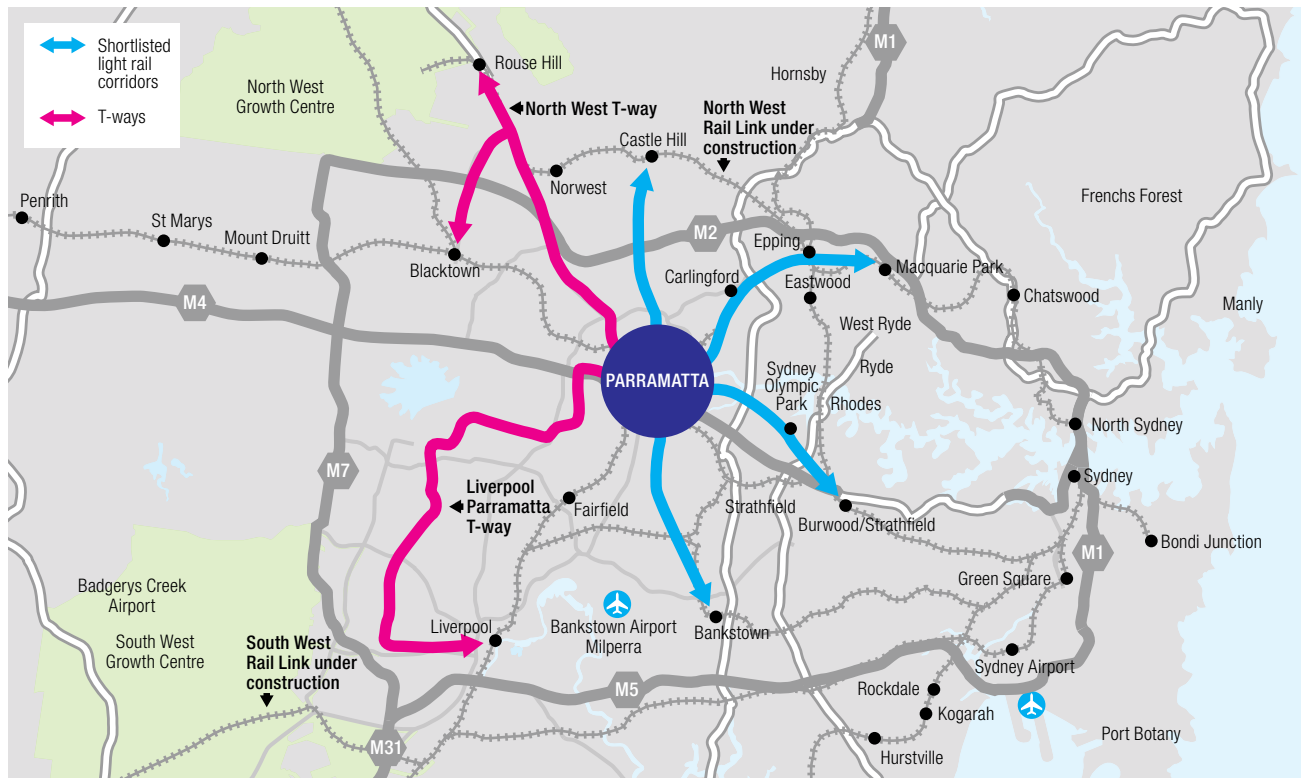 Shortlisted
light rail
corridors
T-ways
M1
Rouse Hill
Hornsby
North West
Growth Centre
North West T-way
North West
Rail Link under
construction
Castle Hill
Norwest
Frenchs Forest
Penrith
St Marys
Mount Druitt
Blacktown
M2
Epping
Carlingford
Macquarie Park
Eastwood
Chatswood
Manly
M4
West Ryde
PARRAMATTA
Sydney
Olympic
Park
Ryde
Rhodes
North Sydney
M7
Sydney
Liverpool
Parramatta
T-way
Fairfield
Strathfield
Burwood/Strathfield
M1
Bondi Junction
Badgerys Creek
Airport
Green Square
South West
Growth Centre
South West
Rail Link under
construction
Liverpool
Bankstown Airport
Milperra
Bankstown
Sydney Airport
M5
Rockdale
Kogarah
Port Botany
M31
Hurstville